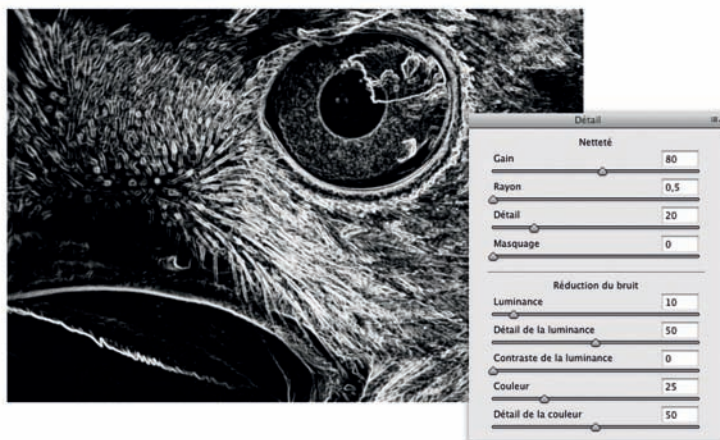 Détail
Netteté
Gain 80
Rayon 0,5
Détail 20
Masquage 0
Réduction du bruit
Luminance 10
Détail de la luminance 50
Contraste de la luminance 0
Couleur 25
Détail de la couleur 50